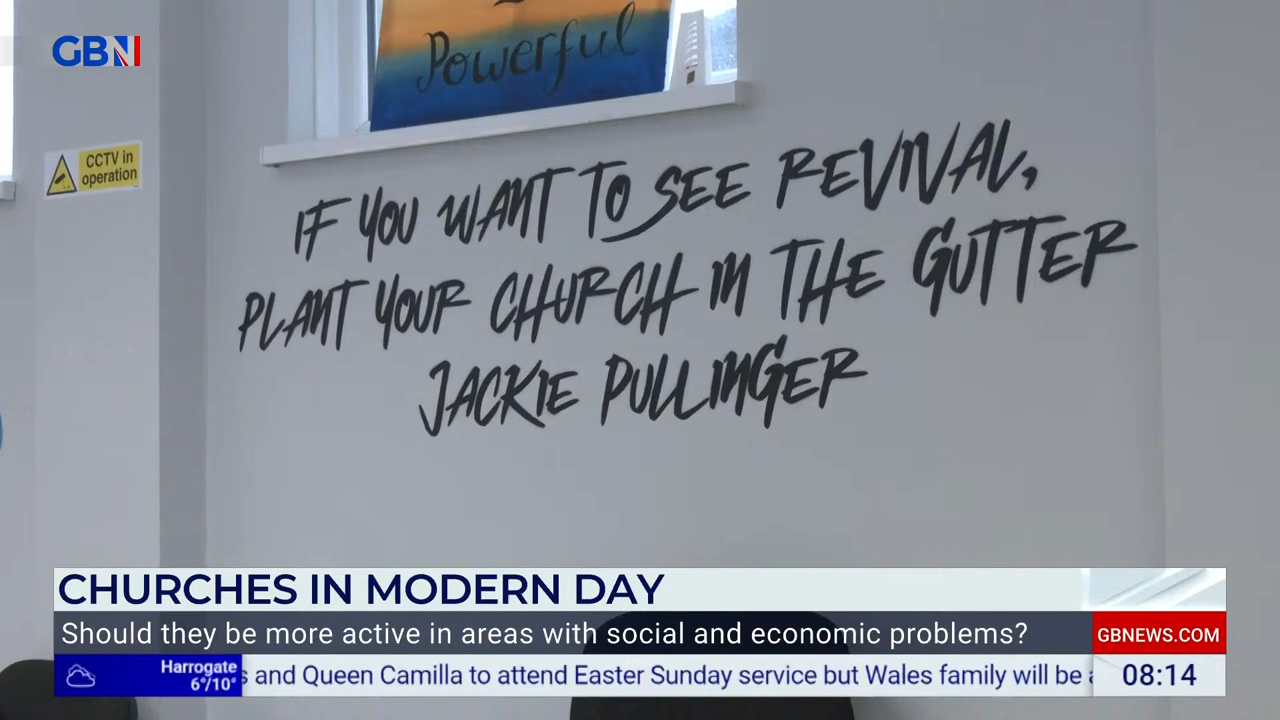 GBN
Powerful
CCTV in
operation
IF YOU WANT TO SEE REVIVAL,
PLANT YOUR CHURCH IN THE GUTTER
JACKIE PULLINGER
CHURCHES IN MODERN DAY
Should they be more active in areas with social and economic problems?
GBNEWS.COM
Harrogate
6°/10°
and Queen Camilla to attend Easter Sunday service but Wales family will be
08:14